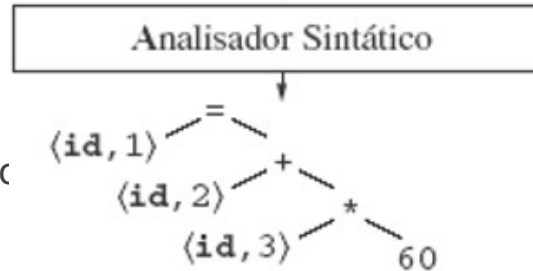 Analisador Sintático
=
⟨id,1⟩
+
⟨id,2⟩
*
⟨id,3⟩
60